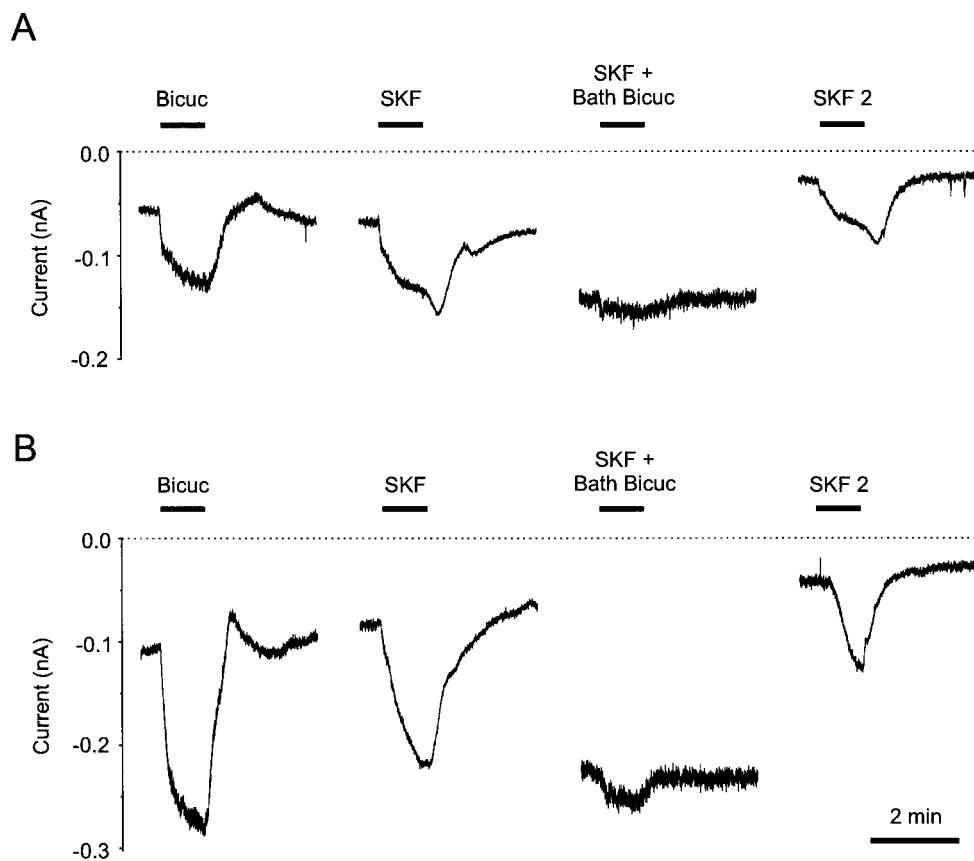 A
Bicuc
SKF
SKF +
Bath Bicuc
SKF 2
0.0
-0.1
-0.2
Current (nA)
B
Bicuc
SKF
SKF +
Bath Bicuc
SKF 2
0.0
-0.1
-0.2
-0.3
Current (nA)
2 min